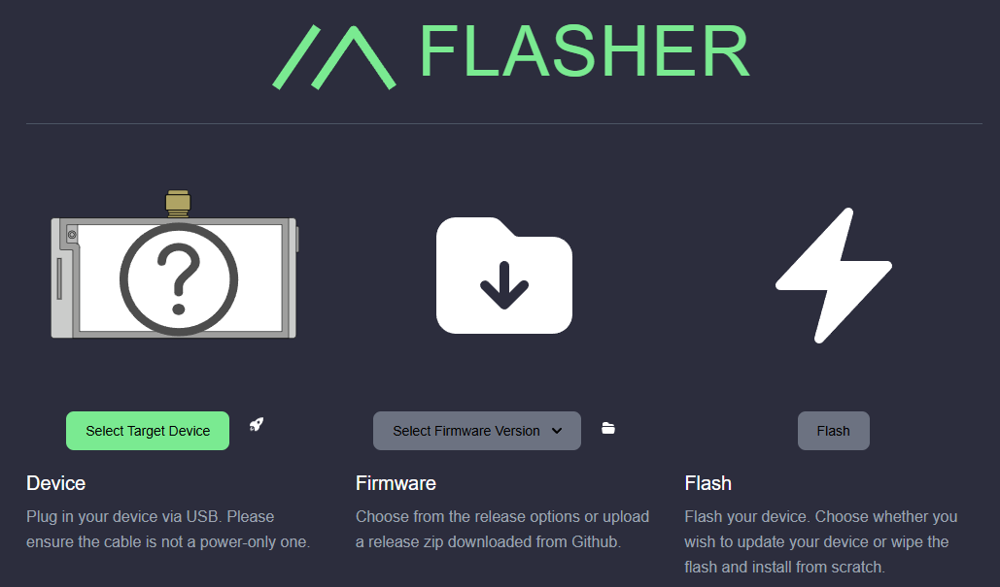 FLASHER
Select Target Device
Select Firmware Version
Flash
Device
Plug in your device via USB. Please
ensure the cable is not a power-only one.
Firmware
Choose from the release options or upload
a release zip downloaded from Github.
Flash
Flash your device. Choose whether you
wish to update your device or wipe the
flash and install from scratch.